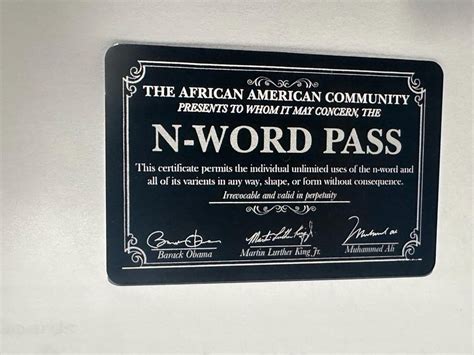 THE AFRICAN AMERICAN COMMUNITY
PRESENTS TO WHOM IT MAY CONCERN, THE
N-WORD PASS
This certificate permits the individual unlimited uses of the n-word and
all of its varients in any way, shape, or form without consequence.
Irrevocable and valid in perpetuity
Barack Obama Martin Lurther King Jr. Muhammed Ali